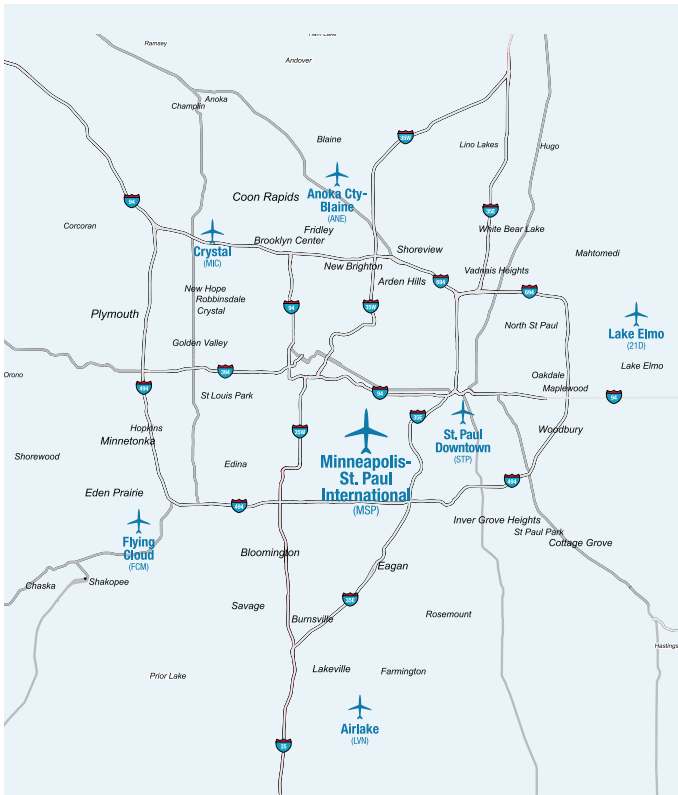 Ramsey
Andover
Anoka
Champlin
Blaine
35W
Lino Lakes
Hugo
94
Coon Rapids
Anoka Cty-
Blaine
(ANE)
35E
Corcoran
Fridley
Brooklyn Center
White Bear Lake
Crystal
(MIC)
Shoreview
Mahtomedi
New Brighton
Vadnais Heights
Arden Hills
694
694
New Hope
Robbinsdale
Crystal
94
35W
Plymouth
North St Paul
Lake Elmo
(21D)
Golden Valley
Lake Elmo
Orono
394
Oakdale
Maplewood
494
St Louis Park
94
94
35E
Hopkins
Minnetonka
35W
St. Paul
Downtown
(STP)
Woodbury
Shorewood
Edina
Minneapolis-
St. Paul
International
(MSP)
494
Eden Prairie
494
Inver Grove Heights
St Paul Park
Cottage Grove
Flying
Cloud
(FCM)
Bloomington
Eagan
Chaska
Shakopee
35E
Savage
Burnsville
Rosemount
Hastings
Prior Lake
Lakeville
Farmington
Airlake
(LVN)
35